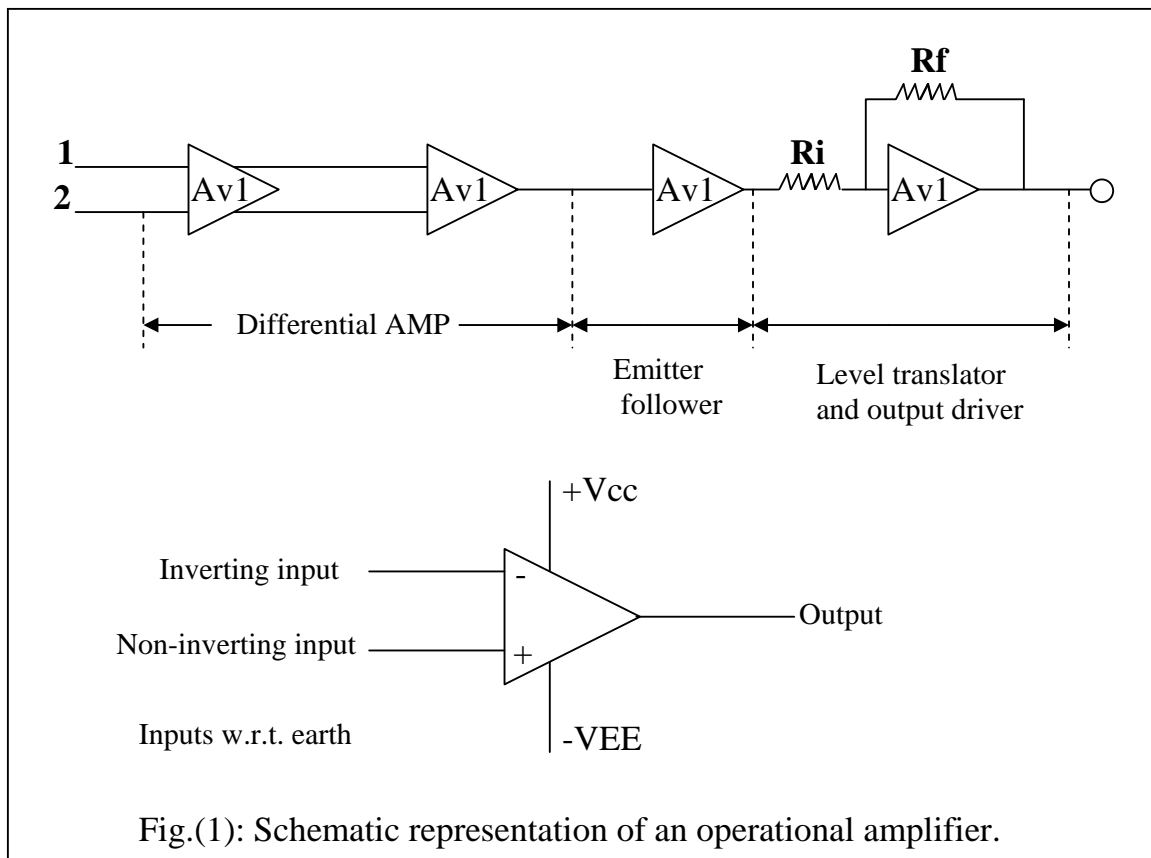 Rf
1
Ri
2
Av1
Av1
Av1
Av1
Differential AMP
Emitter
follower
Level translator
and output driver
+Vcc
Inverting input
-
Output
Non-inverting input
+
Inputs w.r.t. earth
-VEE
Fig.(1): Schematic representation of an operational amplifier.